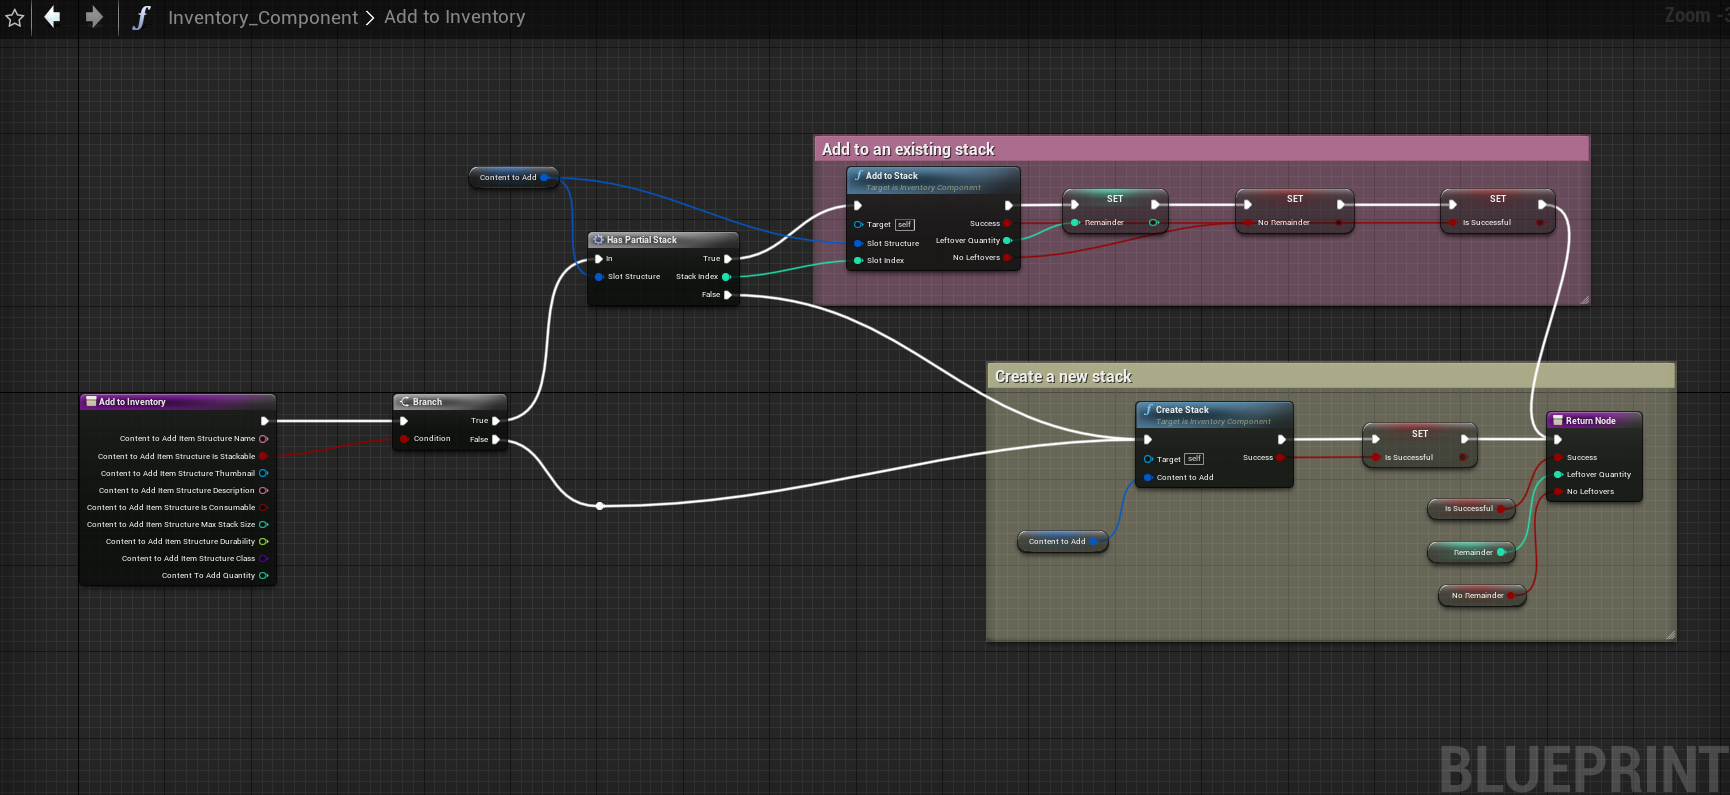 Inventory_Component > Add to Inventory
Zoom -3
Add to an existing stack
Content to Add
Add to Stack
Target is Inventory Component
Target self
Slot Structure
Slot Index
Success
Leftover Quantity
No Leftovers
SET
Remainder
SET
No Remainder
SET
Is Successful
Has Partial Stack
In
Slot Structure
True
Stack Index
False
Create a new stack
Add to Inventory
Content to Add Item Structure Name
Content to Add Item Structure Is Stackable
Content to Add Item Structure Thumbnail
Content to Add Item Structure Description
Content to Add Item Structure Is Consumable
Content to Add Item Structure Max Stack Size
Content to Add Item Structure Durability
Content to Add Item Structure Class
Content To Add Quantity
Branch
Condition
True
False
Create Stack
Target is Inventory Component
Target self
Content to Add
Success
SET
Is Successful
Return Node
Success
Leftover Quantity
No Leftovers
Content to Add
Is Successful
Remainder
No Remainder
BLUEPRINT